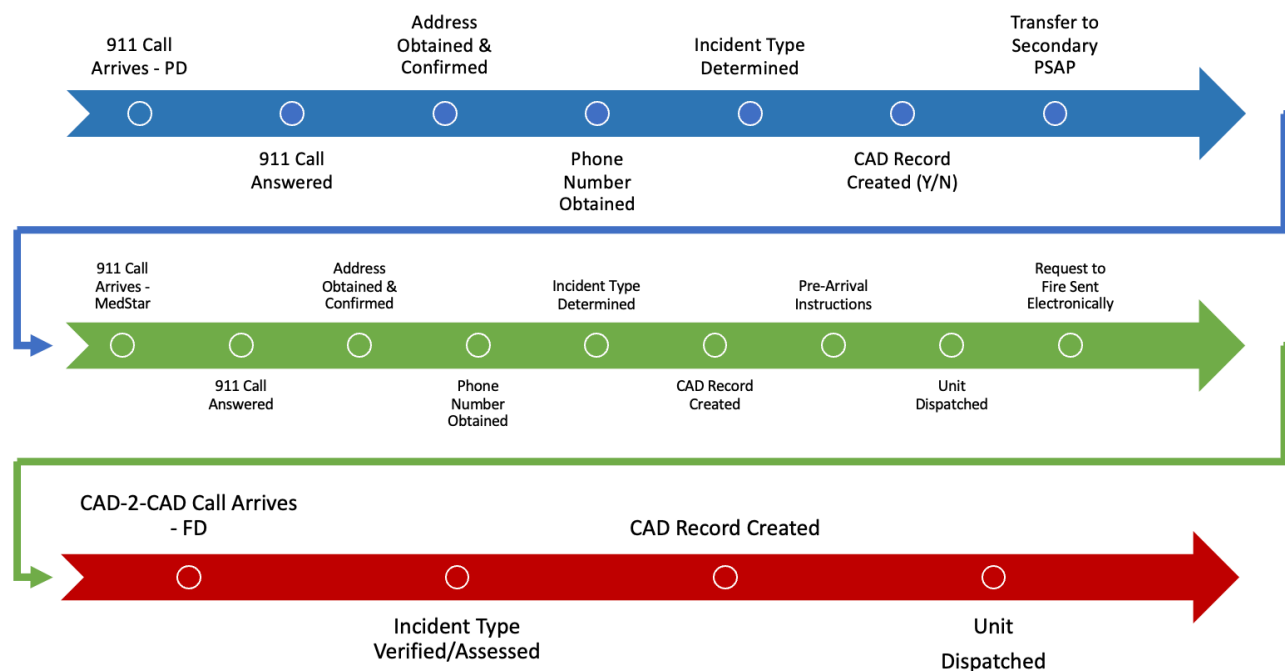 911 Call
Arrives - PD
911 Call
Answered
Address
Obtained &
Confirmed
Phone
Number
Obtained
Incident Type
Determined
CAD Record
Created (Y/N)
Transfer to
Secondary
PSAP
911 Call
Arrives -
MedStar
911 Call
Answered
Address
Obtained &
Confirmed
Phone
Number
Obtained
Incident Type
Determined
CAD Record
Created
Pre-Arrival
Instructions
Unit
Dispatched
Request to
Fire Sent
Electronically
CAD-2-CAD Call Arrives
- FD
Incident Type
Verified/Assessed
CAD Record Created
Unit
Dispatched